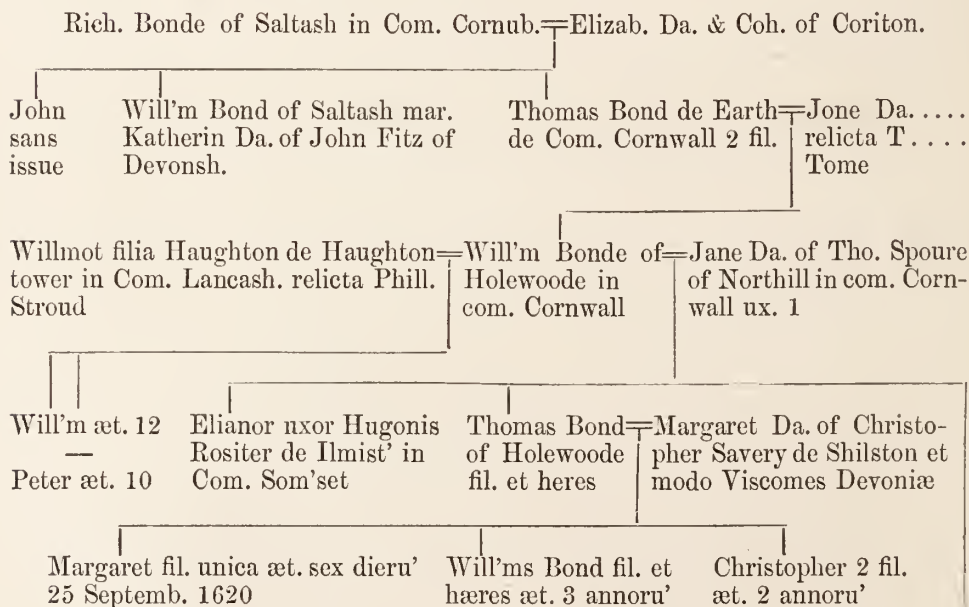 Rich. Bonde of Saltash in Com. Cornub. Elizab. Da. & Coh. of Coriton.
John
sans
issue
Will'm Bond of Saltash mar.
Katherin Da. of John Fitz of
Devonsh.
Thomas Bond de Earth
de Com. Cornwall 2 fil.
Jone Da. ....
relicta T. . . .
Tome
Willmot filia Haughton de Haughton
tower in Com. Lancash. relicta Phill.
Stroud
Will'm Bonde of
Holewoode in
com. Cornwall
Jane Da. of Tho. Spoure
of Northill in com. Corn-
wall ux. 1
Will'm æt. 12
—
Peter æt. 10
Elianor uxor Hugonis
Rositer de Ilmist' in
Com. Som'set
Thomas Bond
of Holewoode
fil. et heres
Margaret Da. of Christo-
pher Savery de Shilston et
modo Viscomes Devoniæ
Margaret fil. unica æt. sex dieru'
25 Septemb. 1620
Will'ms Bond fil. et
hæres æt. 3 annoru'
Christopher 2 fil.
æt. 2 annoru'